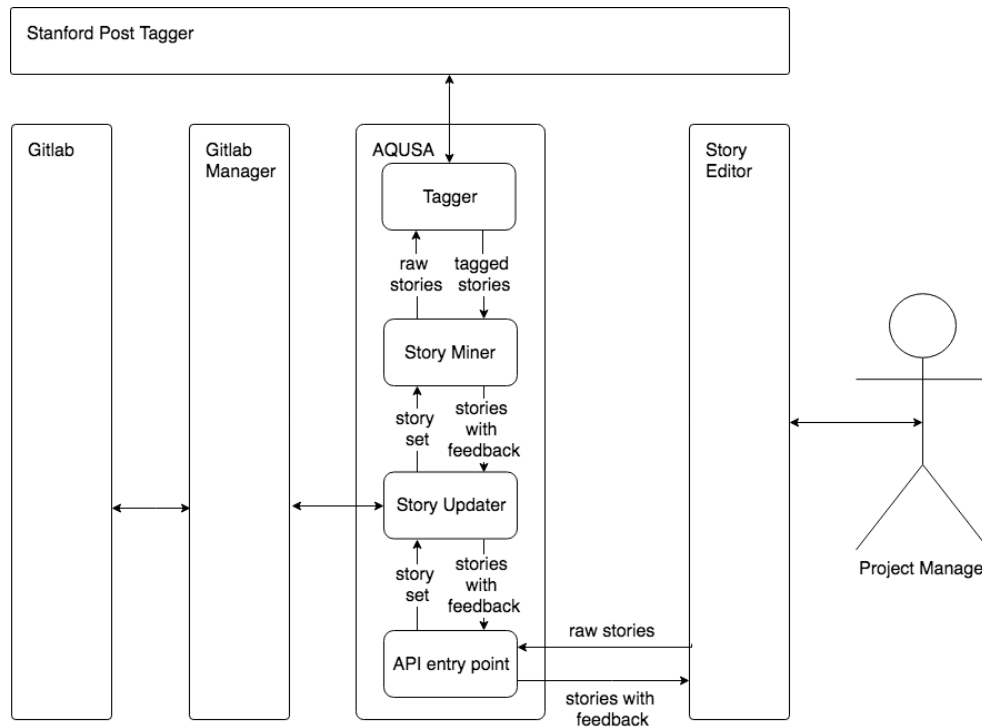 Stanford Post Tagger
Gitlab
Gitlab
Manager
AQUSA
Story
Editor
Tagger
raw
stories
tagged
stories
Story Miner
story
set
stories
with
feedback
Story Updater
story
set
stories
with
feedback
Project Manage
raw stories
API entry point
stories with
feedback